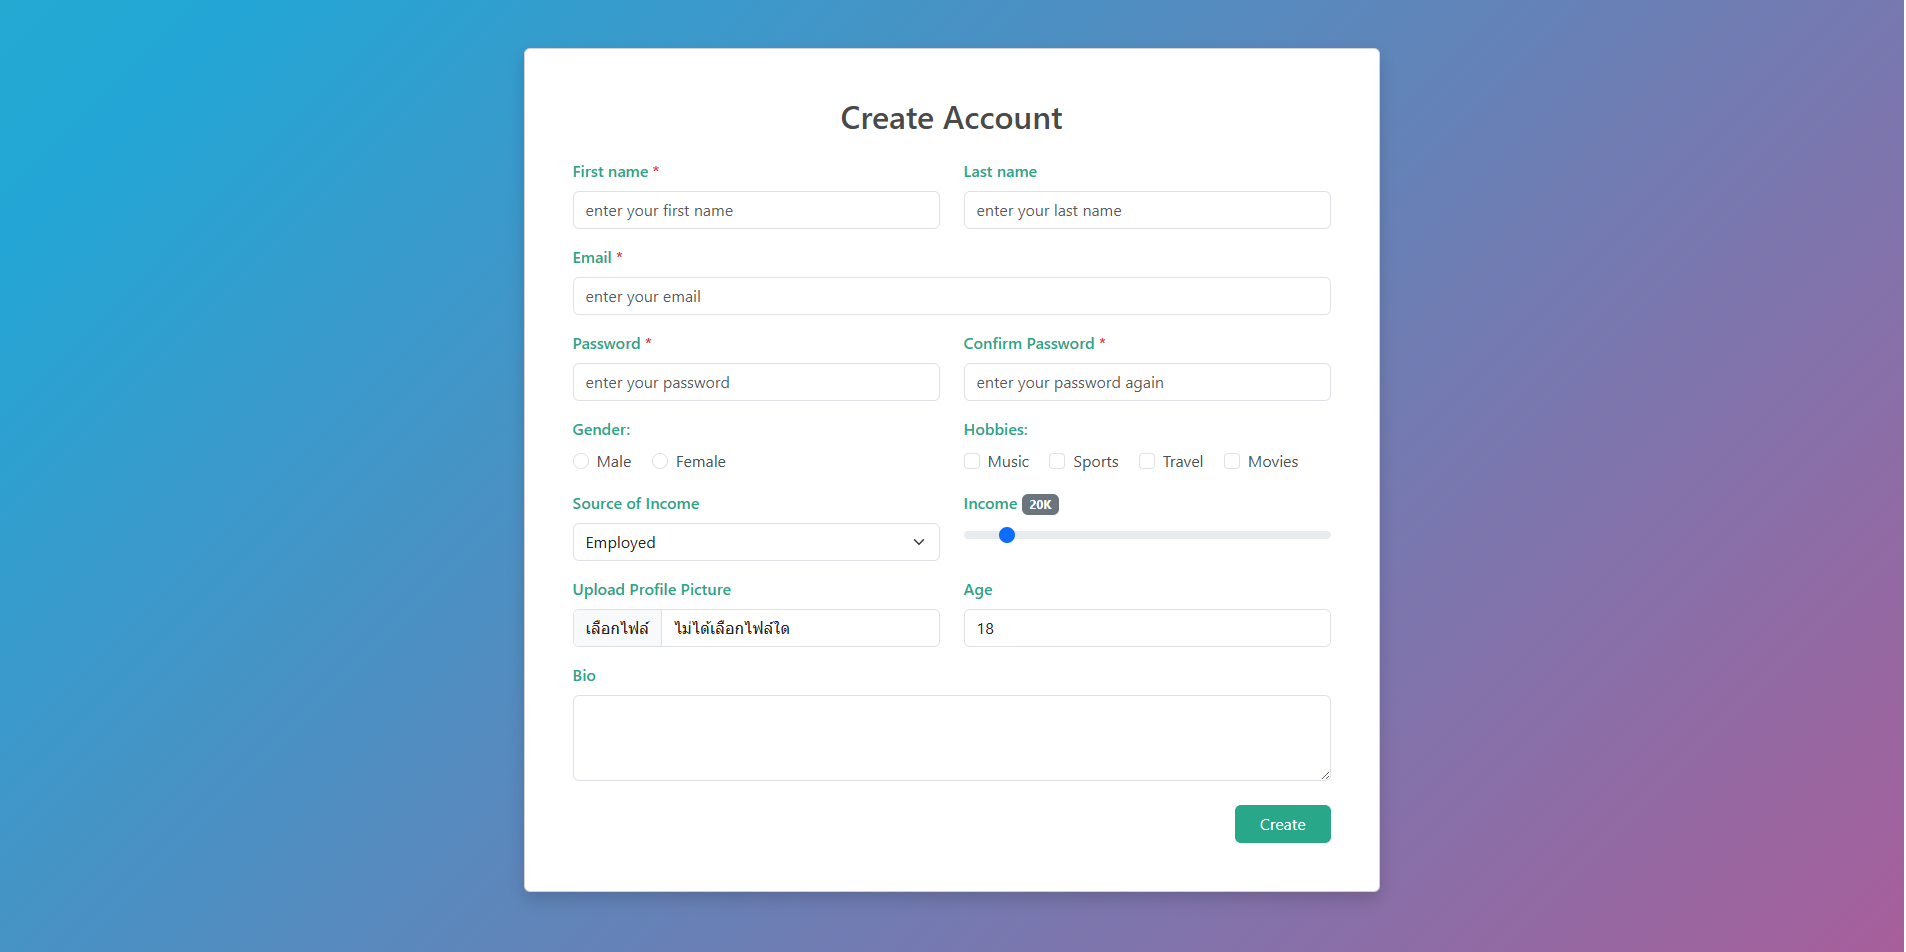 Create Account
First name *
Last name
enter your first name
enter your last name
Email *
enter your email
Password *
Confirm Password *
enter your password
enter your password again
Gender:
Hobbies:
Male Female
Music Sports Travel Movies
Source of Income
Income 20K
Employed
Upload Profile Picture
Age
เลือกไฟล์ ไม่ได้เลือกไฟล์ใด
18
Bio
Create